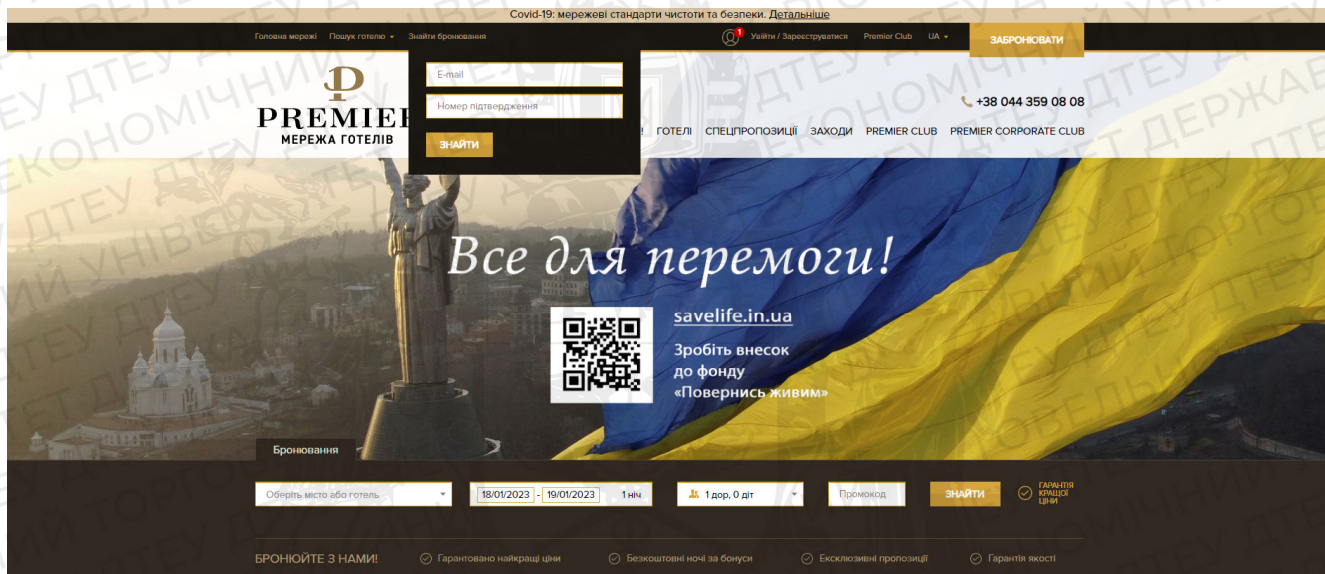 Covid-19: мережеві стандарти чистоти та безпеки. Детальніше
Головна мережі Пошук готелю Знайти бронювання 1 Увійти / Зареєструватися Premier Club UA ЗАБРОНЮВАТИ
E-mail
Номер підтвердження
ЗНАЙТИ
PREMIER
МЕРЕЖА ГОТЕЛІВ
+38 044 359 08 08
! ГОТЕЛІ СПЕЦПРОПОЗИЦІЇ ЗАХОДИ PREMIER CLUB PREMIER CORPORATE CLUB
Все для перемоги!
savelife.in.ua
Зробіть внесок
до фонду
«Повернись живим»
Бронювання
Оберіть місто або готель 18/01/2023 - 19/01/2023 1 ніч 1 дор, 0 діт Промокод ЗНАЙТИ
ГАРАНТІЯ
КРАЩОЇ
ЦІНИ
БРОНЮЙТЕ З НАМИ! Гарантовано найкращі ціни Безкоштовні ночі за бонуси Ексклюзивні пропозиції Гарантія якості